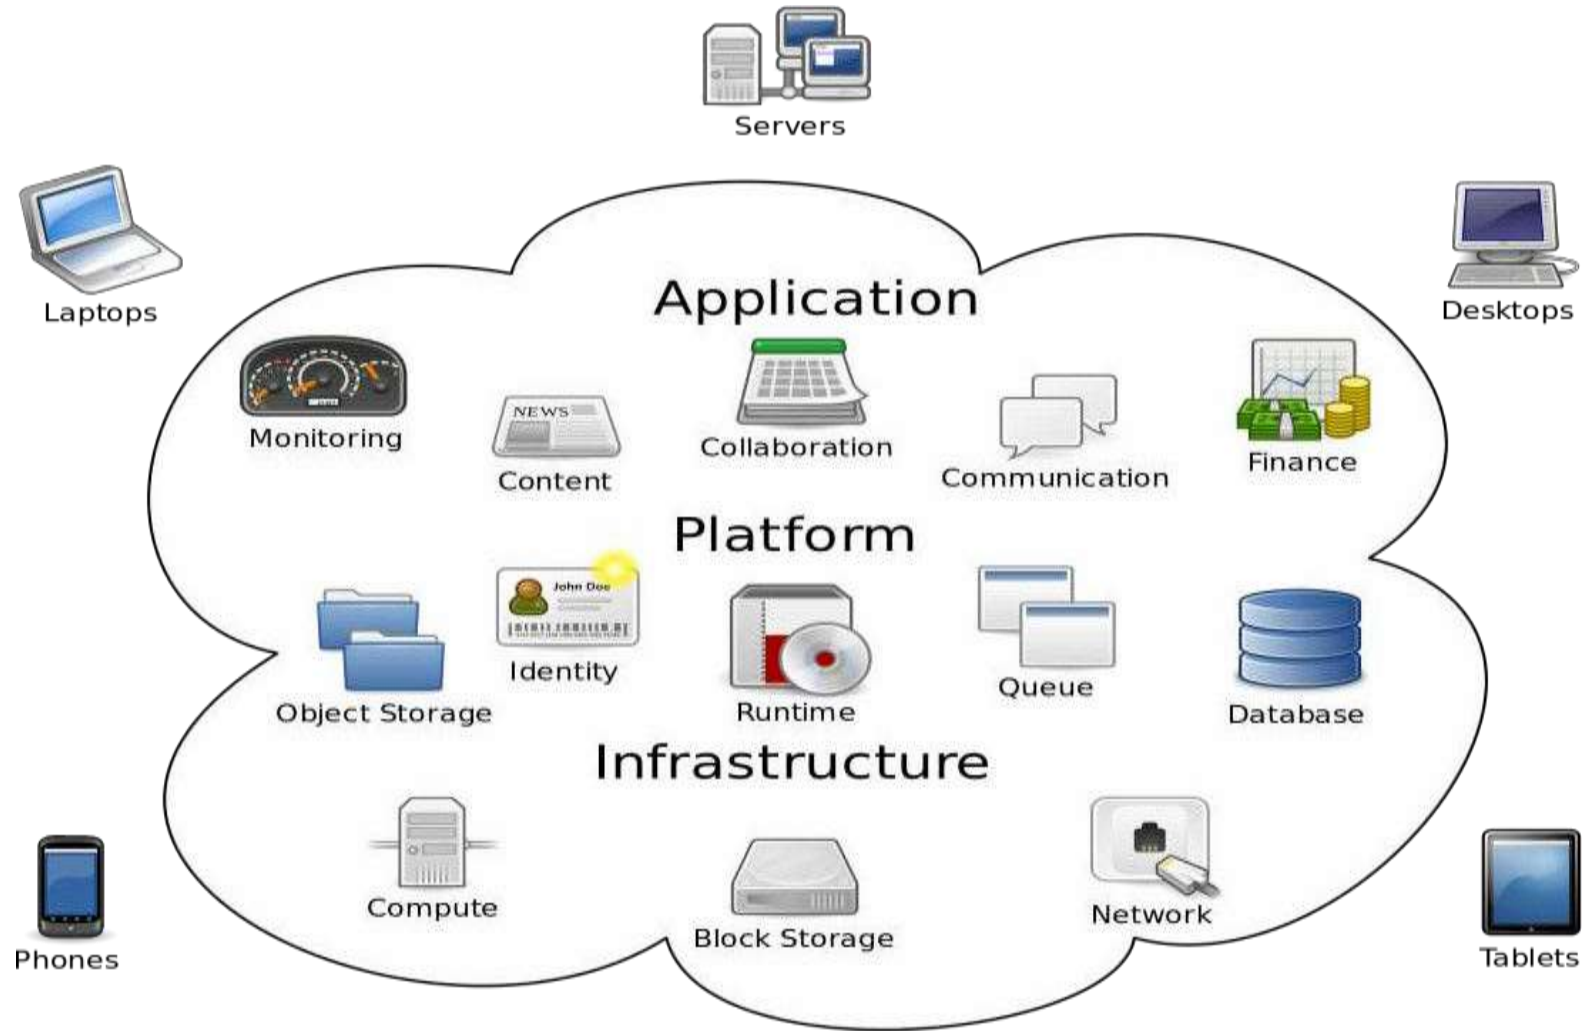 Servers
Laptops
Desktops
Application
Monitoring
NEWS
Content
Collaboration
Communication
Finance
Platform
Object Storage
John Doe
Identity
Runtime
Queue
Database
Infrastructure
Compute
Block Storage
Network
Phones
Tablets